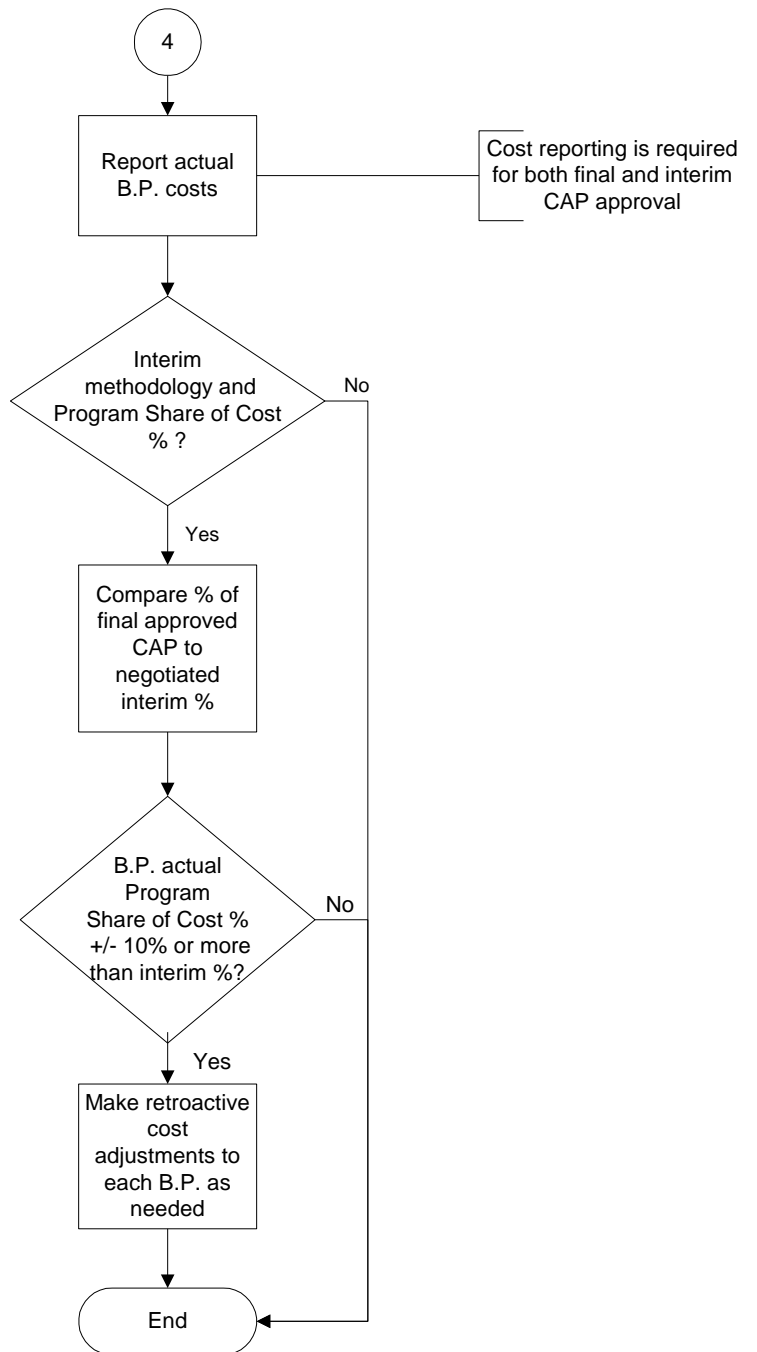 4
Report actual
B.P. costs
Cost reporting is required
for both final and interim
CAP approval
Interim
methodology and
Program Share of Cost
% ?
No
Yes
Compare % of
final approved
CAP to
negotiated
interim %
B.P. actual
Program
Share of Cost %
+/- 10% or more
than interim %?
No
Yes
Make retroactive
cost
adjustments to
each B.P. as
needed
End